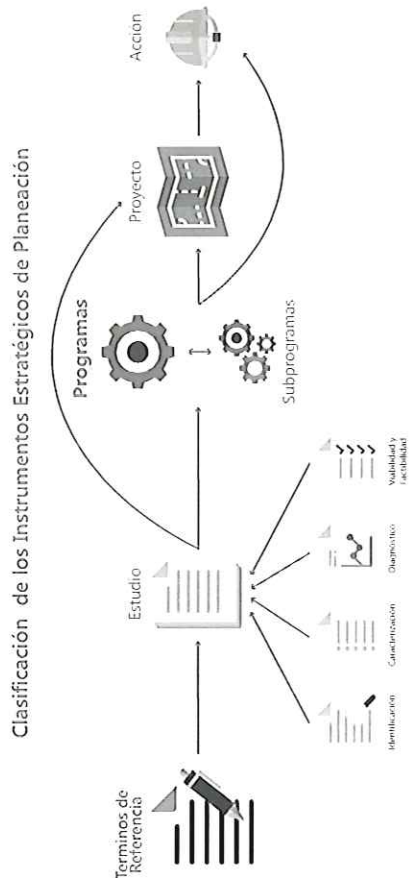 Clasificación de los Instrumentos Estratégicos de Planeación
Terminos de
Referencia
Estudio
Programas
Subprogramas
Proyecto
Acción
Identificación
Caracterización
Diagnóstico
Viabilidad y
Factibilidad